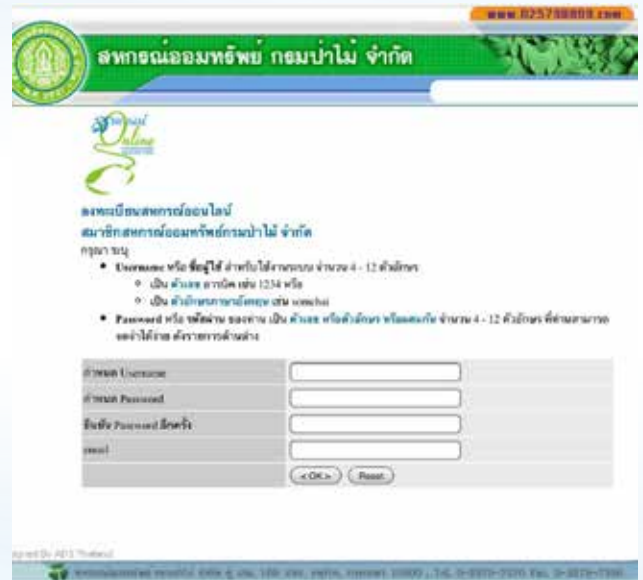 www.025798899.com
สหกรณ์ออมทรัพย์ กรมป่าไม้ จำกัด
สหกรณ์
Online
ลงทะเบียนสหกรณ์ออนไลน์
สมาชิกสหกรณ์ออมทรัพย์กรมป่าไม้ จำกัด
กรุณาระบุ
• Username หรือ ชื่อผู้ใช้ สำหรับใช้งานระบบ จำนวน 4 - 12 ตัวอักษร
เป็น ตัวเลข อารบิค เช่น 1234 หรือ
เป็น ตัวอักษรภาษาอังกฤษ เช่น somchai
• Password หรือ รหัสผ่าน ของท่าน เป็น ตัวเลข หรือตัวอักษร หรือผสมกัน จำนวน 4 - 12 ตัวอักษร ที่ท่านสามารถ
จดจำได้ง่าย ดังรายการด้านล่าง
กำหนด Username
กำหนด Password
ยืนยัน Password อีกครั้ง
email
< OK > Reset
By ADS Thailand